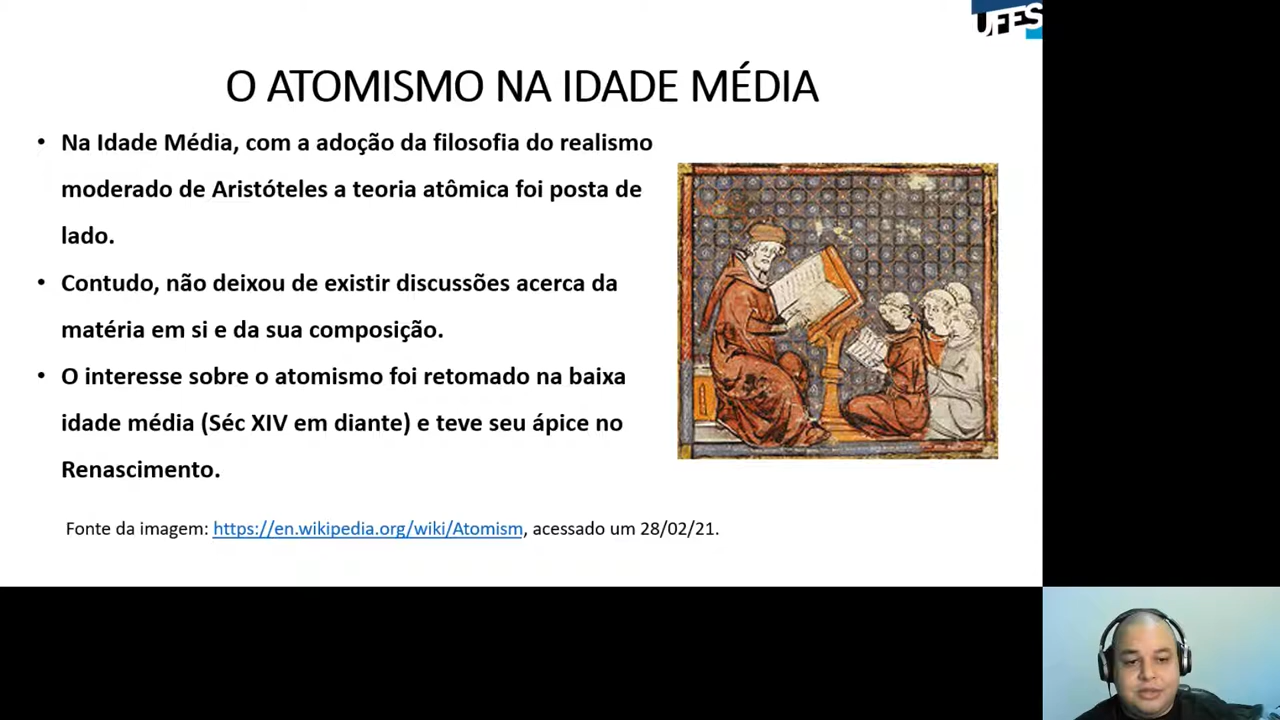 UFES
O ATOMISMO NA IDADE MÉDIA
• Na Idade Média, com a adoção da filosofia do realismo
moderado de Aristóteles a teoria atômica foi posta de
lado.
• Contudo, não deixou de existir discussões acerca da
matéria em si e da sua composição.
• O interesse sobre o atomismo foi retomado na baixa
idade média (Séc XIV em diante) e teve seu ápice no
Renascimento.
Fonte da imagem: https://en.wikipedia.org/wiki/Atomism, acessado um 28/02/21.